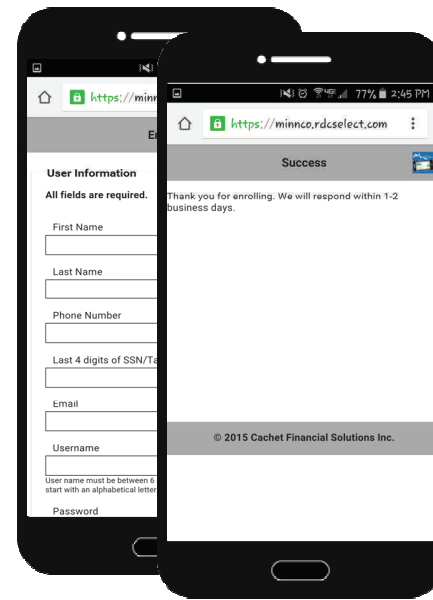 https://minn
User Information
All fields are required.
First Name
Last Name
Phone Number
Last 4 digits of SSN/Ta
Email
Username
User name must be between 6
start with an alphabetical letter
Password
77% 2:45 PM
https://minnco.rdcselect.com
Success
Thank you for enrolling. We will respond within 1-2
business days.
© 2015 Cachet Financial Solutions Inc.